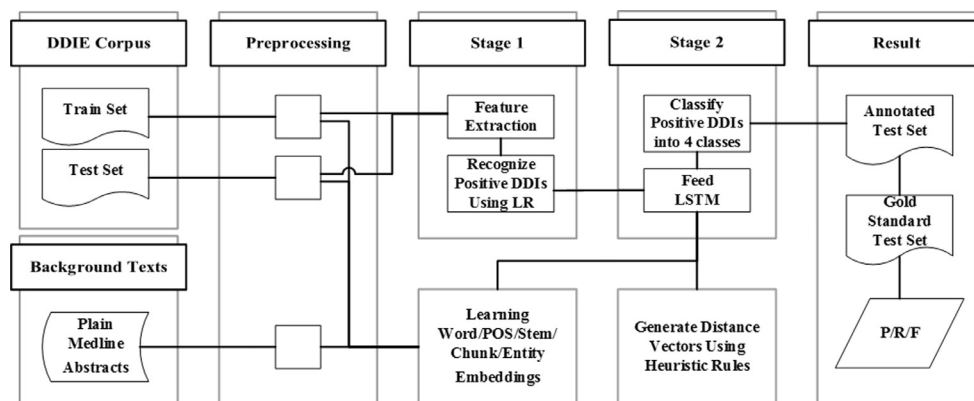 DDIE Corpus
Train Set
Test Set
Background Texts
Plain
Medline
Abstracts
Preprocessing
Stage 1
Feature
Extraction
Recognize
Positive DDIs
Using LR
Learning
Word/POS/Stem/
Chunk/Entity
Embeddings
Stage 2
Classify
Positive DDIs
into 4 classes
Feed
LSTM
Generate Distance
Vectors Using
Heuristic Rules
Result
Annotated
Test Set
Gold
Standard
Test Set
P/R/F